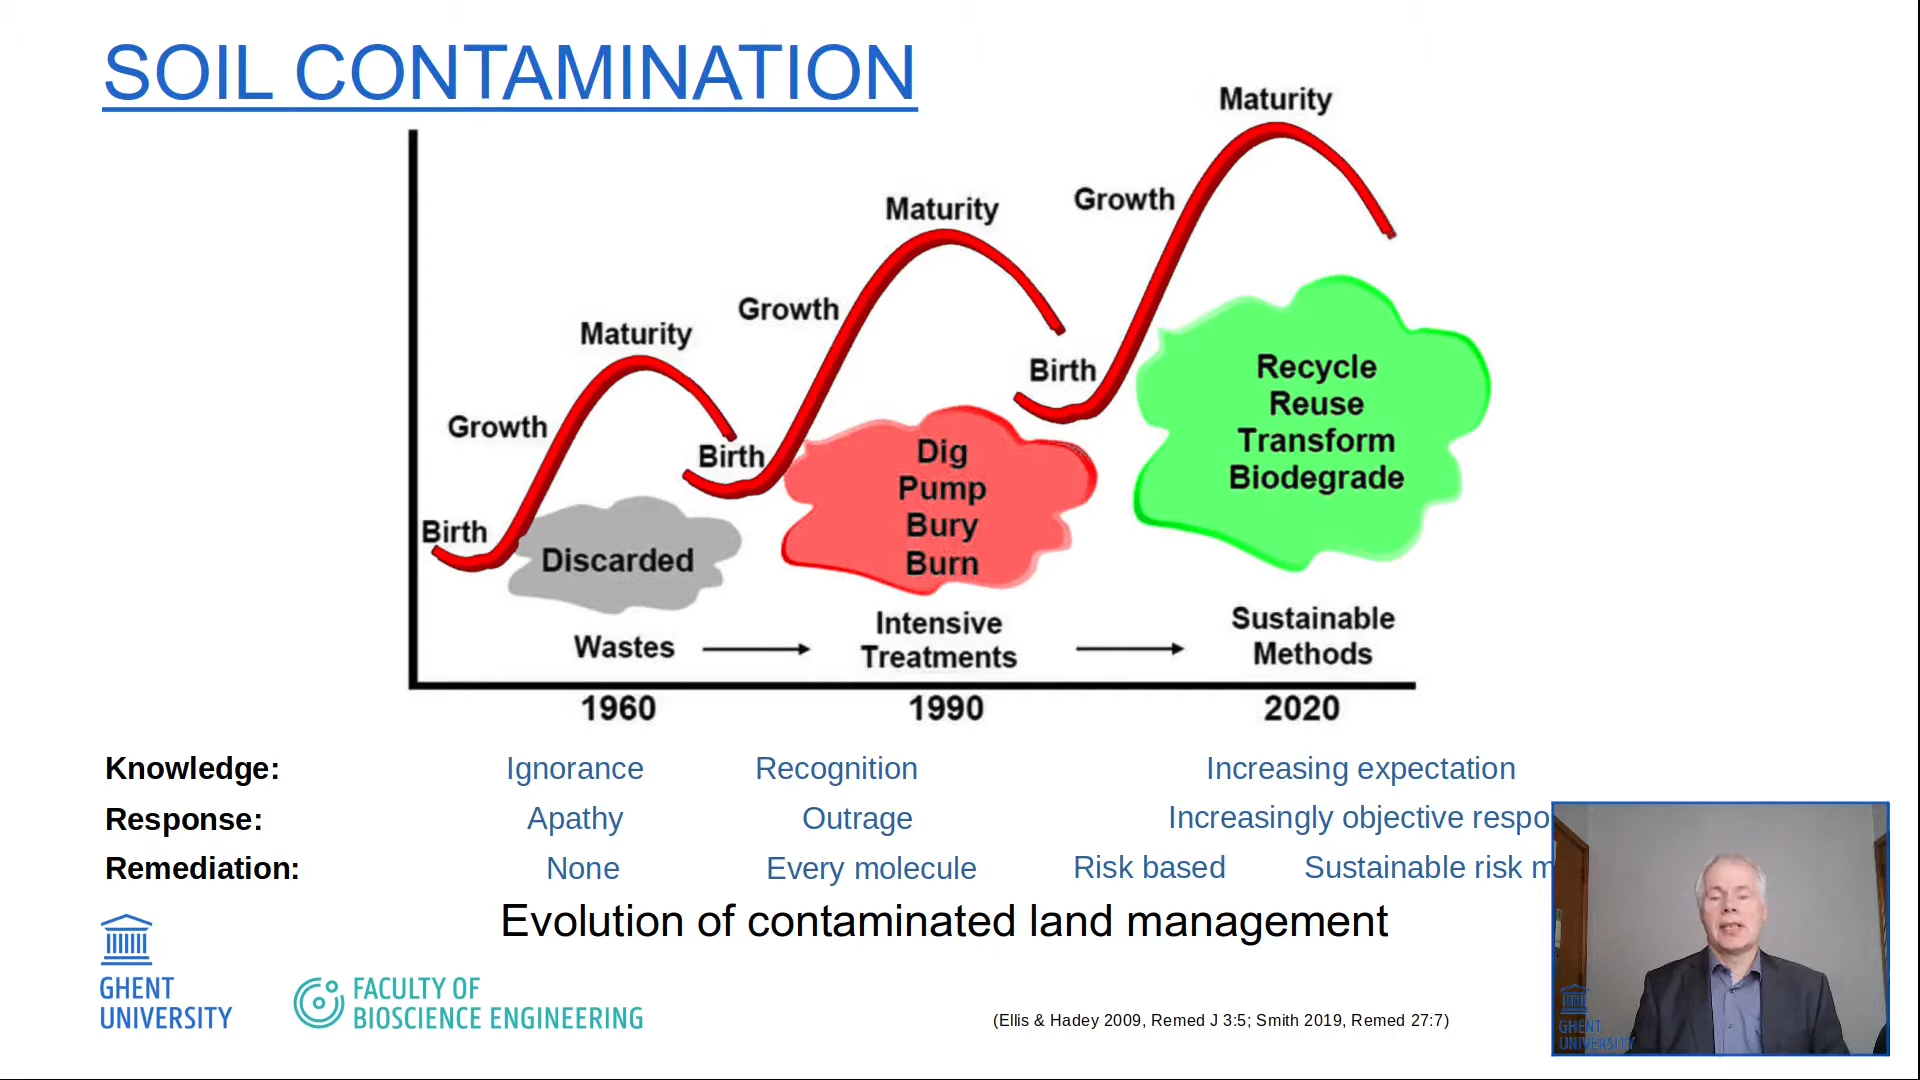 SOIL CONTAMINATION
Maturity
Growth
Maturity
Growth
Maturity
Birth
Growth
Birth
Birth
Recycle
Reuse
Transform
Biodegrade
Dig
Pump
Bury
Burn
Discarded
Wastes
Intensive
Treatments
Sustainable
Methods
1960 1990 2020
Knowledge: Ignorance Recognition Increasing expectation
Response: Apathy Outrage Increasingly objective respo
Remediation: None Every molecule Risk based Sustainable risk m
Evolution of contaminated land management
GHENT
UNIVERSITY
FACULTY OF
BIOSCIENCE ENGINEERING
(Ellis & Hadey 2009, Remed J 3:5; Smith 2019, Remed 27:7)
GHENT
UNIVERSITY